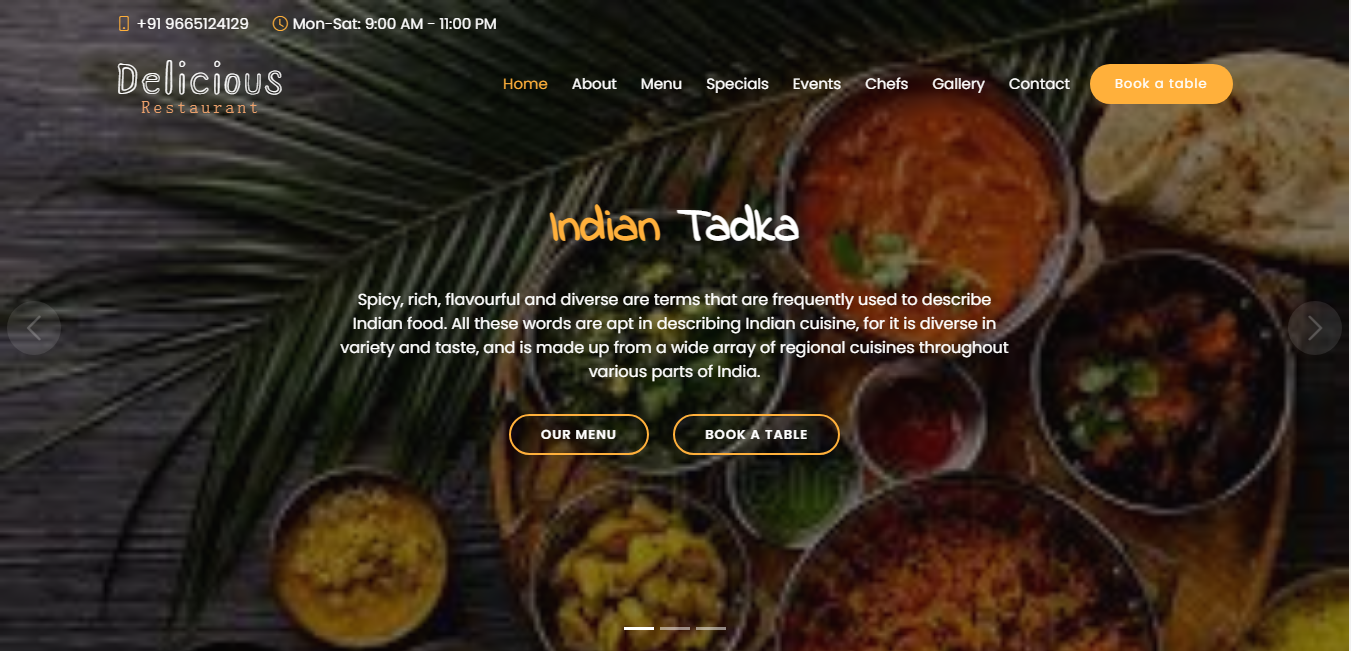 +91 9665124129 Mon-Sat: 9:00 AM - 11:00 PM
Delicious
Restaurant
Home About Menu Specials Events Chefs Gallery Contact Book a table
Indian Tadka
Spicy, rich, flavourful and diverse are terms that are frequently used to describe
Indian food. All these words are apt in describing Indian cuisine, for it is diverse in
variety and taste, and is made up from a wide array of regional cuisines throughout
various parts of India.
OUR MENU BOOK A TABLE